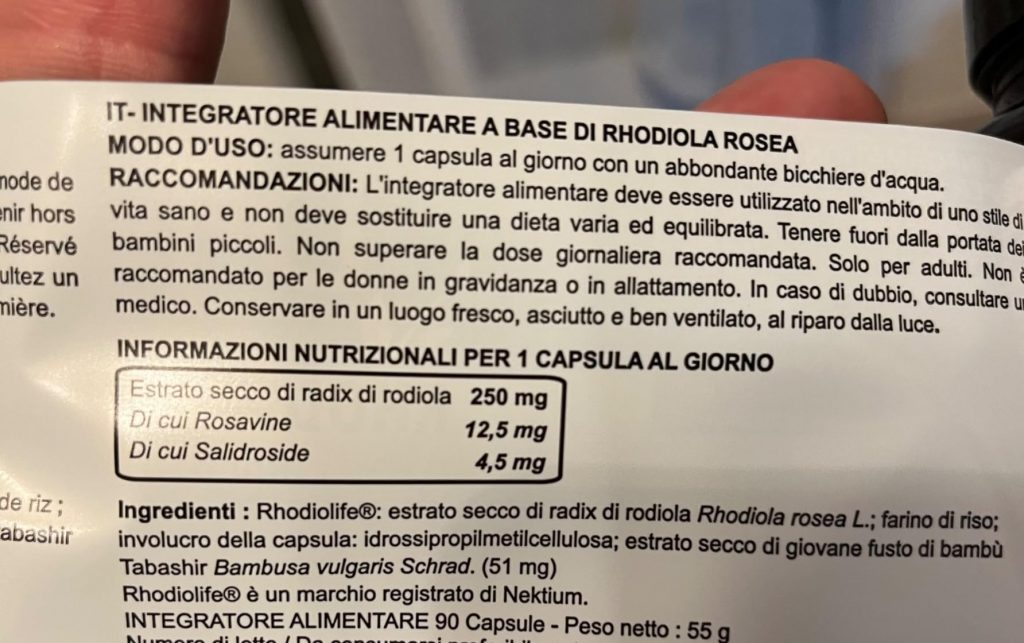 IT- INTEGRATORE ALIMENTARE A BASE DI RHODIOLA ROSEA
MODO D'USO: assumere 1 capsula al giorno con un abbondante bicchiere d'acqua.
RACCOMANDAZIONI: L'integratore alimentare deve essere utilizzato nell'ambito di uno stile di
vita sano e non deve sostituire una dieta varia ed equilibrata. Tenere fuori dalla portata dei
bambini piccoli. Non superare la dose giornaliera raccomandata. Solo per adulti. Non è
raccomandato per le donne in gravidanza o in allattamento. In caso di dubbio, consultare un
medico. Conservare in un luogo fresco, asciutto e ben ventilato, al riparo dalla luce.
INFORMAZIONI NUTRIZIONALI PER 1 CAPSULA AL GIORNO
Estrato secco di radix di rodiola 250 mg
Di cui Rosavine 12,5 mg
Di cui Salidroside 4,5 mg
Ingredienti : Rhodiolife®: estrato secco di radix di rodiola Rhodiola rosea L.; farino di riso;
involucro della capsula: idrossipropilmetilcellulosa; estrato secco di giovane fusto di bambù
Tabashir Bambusa vulgaris Schrad. (51 mg)
Rhodiolife® è un marchio registrato di Nektium.
INTEGRATORE ALIMENTARE 90 Capsule - Peso netto : 55 g
mode de
enir hors
Réservé
ultez un
mière.
de riz ;
abashir